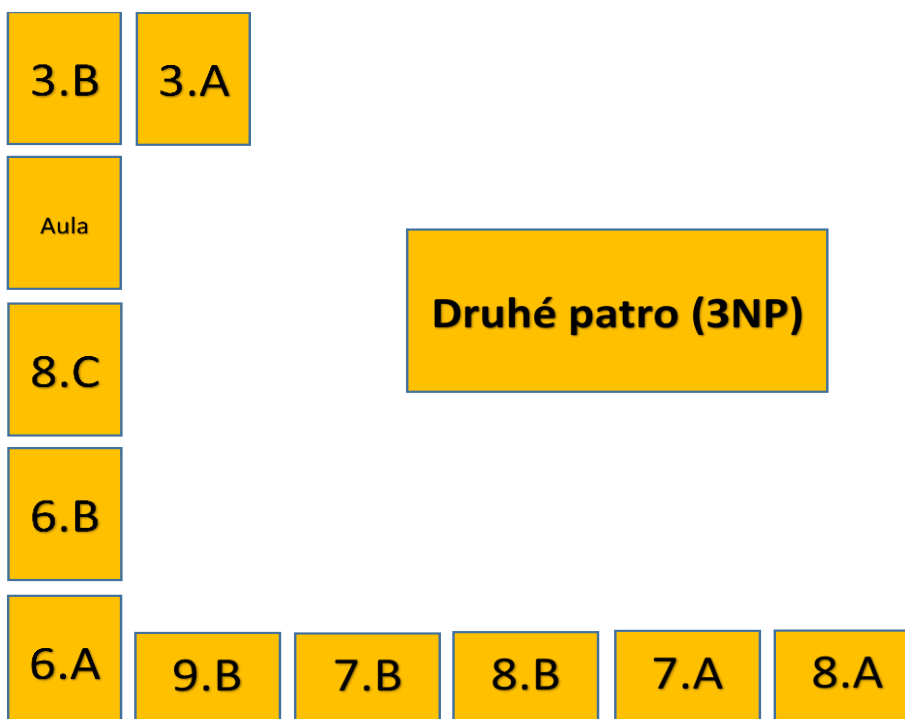 3.B
3.A
Aula
Druhé patro (3NP)
8.C
6.B
6.A
9.B
7.B
8.B
7.A
8.A